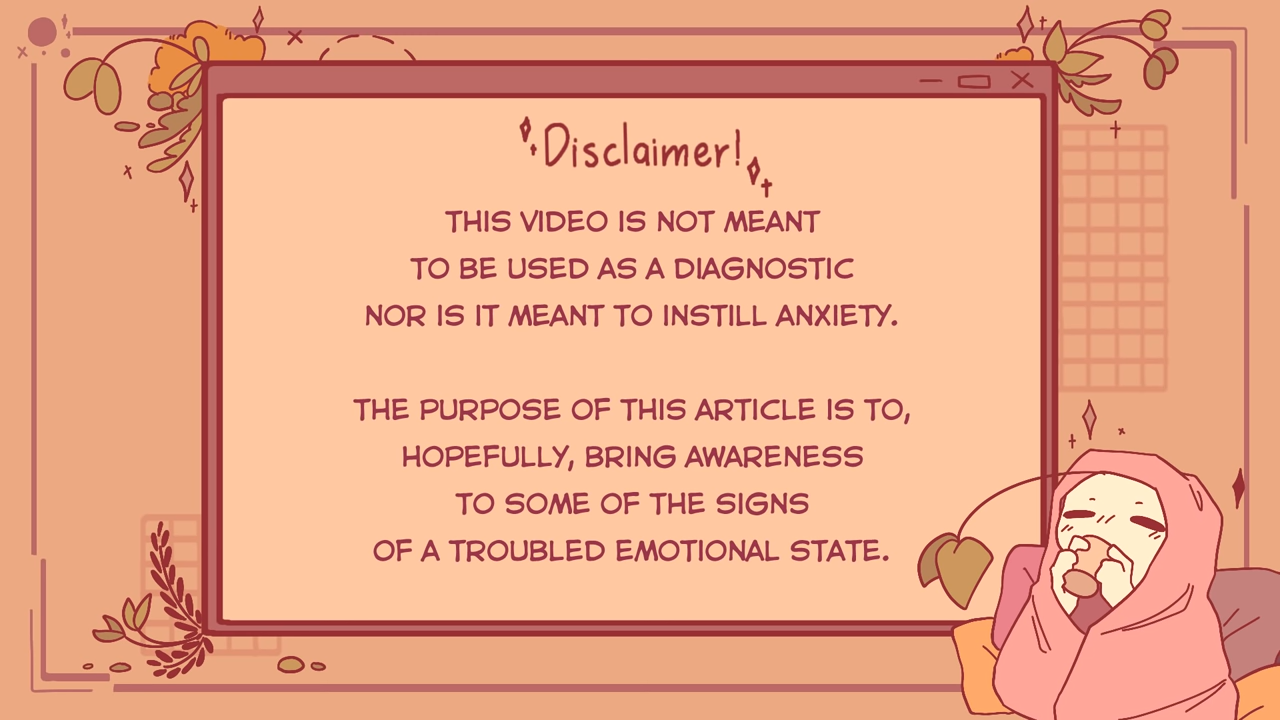 Disclaimer!
THIS VIDEO IS NOT MEANT
TO BE USED AS A DIAGNOSTIC
NOR IS IT MEANT TO INSTILL ANXIETY.
THE PURPOSE OF THIS ARTICLE IS TO,
HOPEFULLY, BRING AWARENESS
TO SOME OF THE SIGNS
OF A TROUBLED EMOTIONAL STATE.